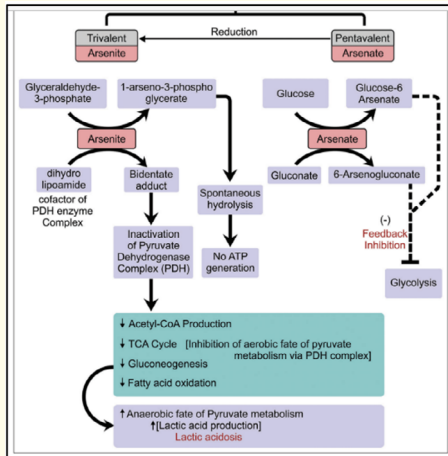 Trivalent
Arsenite
Reduction
Pentavalent
Arsenate
Glyceraldehyde-
3-phosphate
1-arseno-3-phospho
glycerate
Glucose
Glucose-6
Arsenate
Arsenite
Arsenate
dihydro
lipoamide
cofactor of
PDH enzyme
Complex
Bidentate
adduct
Spontaneous
hydrolysis
Gluconate
6-Arsenogluconate
(-)
Feedback
Inhibition
Inactivation
of Pyruvate
Dehydrogenase
Complex (PDH)
No ATP
generation
Glycolysis
↓ Acetyl-CoA Production
↓ TCA Cycle [Inhibition of aerobic fate of pyruvate
metabolism via PDH complex]
↓ Gluconeogenesis
↓ Fatty acid oxidation
↑ Anaerobic fate of Pyruvate metabolism
↑[Lactic acid production]
Lactic acidosis